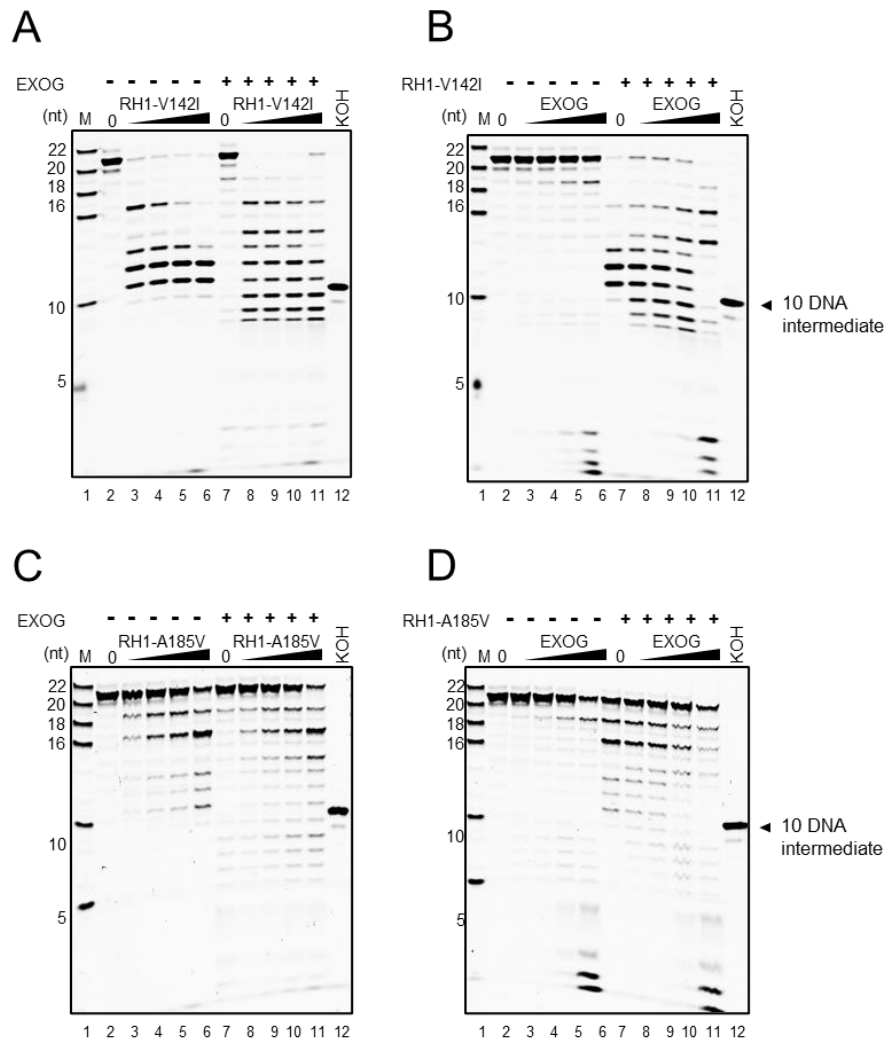 A
EXOG - - - - - + + + + +
RH1-V142I RH1-V142I
(nt) M 0 0 KOH
22
20
18
16
10
5
1 2 3 4 5 6 7 8 9 10 11 12
B
RH1-V142I - - - - - + + + + +
EXOG EXOG
(nt) M 0 0 KOH
22
20
18
16
10
5
◄ 10 DNA
intermediate
1 2 3 4 5 6 7 8 9 10 11 12
C
EXOG - - - - - + + + + +
RH1-A185V RH1-A185V
(nt) M 0 0 KOH
22
20
18
16
10
5
1 2 3 4 5 6 7 8 9 10 11 12
D
RH1-A185V - - - - - + + + + +
EXOG EXOG
(nt) M 0 0 KOH
22
20
18
16
10
5
◄ 10 DNA
intermediate
1 2 3 4 5 6 7 8 9 10 11 12